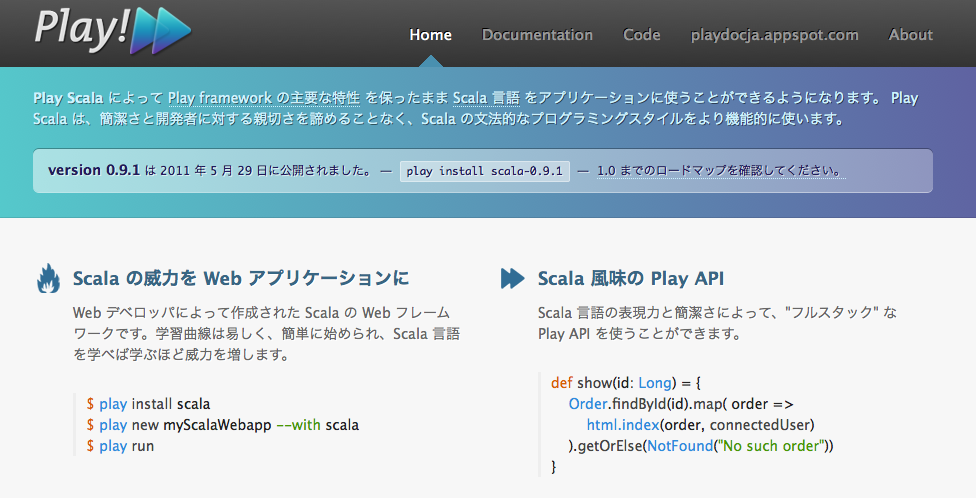 Play!
Home Documentation Code playdocja.appspot.com About
Play Scala によって Play framework の主要な特性 を保ったまま Scala 言語 をアプリケーションに使うことができるようになります。 Play
Scala は、簡潔さと開発者に対する親切さを諦めることなく、Scala の文法的なプログラミングスタイルをより機能的に使います。
version 0.9.1 は 2011 年 5 月 29 日に公開されました。 — play install scala-0.9.1 — 1.0 までのロードマップを確認してください。
Scala の威力を Web アプリケーションに
Web デベロッパによって作成された Scala の Web フレーム
ワークです。学習曲線は易しく、簡単に始められ、Scala 言語
を学べば学ぶほど威力を増します。
$ play install scala
$ play new myScalaWebapp --with scala
$ play run
Scala 風味の Play API
Scala 言語の表現力と簡潔さによって、"フルスタック" な
Play API を使うことができます。
def show(id: Long) = {
Order.findById(id).map( order =>
html.index(order, connectedUser)
).getOrElse(NotFound("No such order"))
}